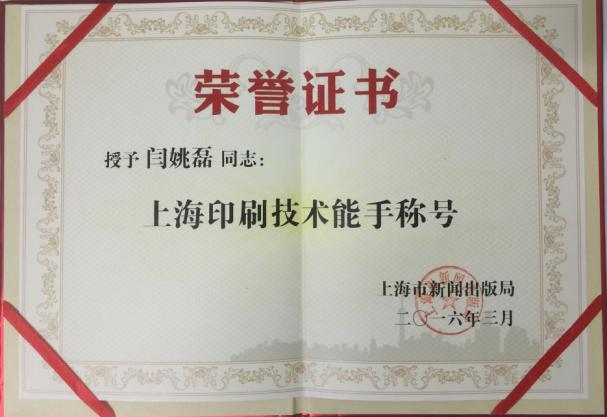 荣誉证书
授予 闫姚磊 同志：
上海印刷技术能手称号
上海市新闻出版局
二〇一六年三月